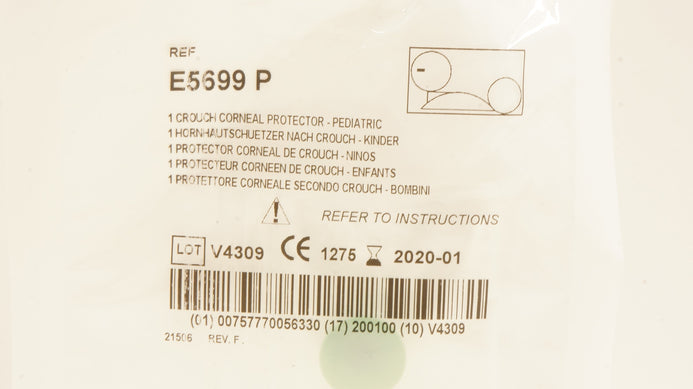 REF
E5699 P
1 CROUCH CORNEAL PROTECTOR - PEDIATRIC
1 HORNHAUTSCHUETZER NACH CROUCH - KINDER
1 PROTECTOR CORNEAL DE CROUCH - NINOS
1 PROTECTEUR CORNEEN DE CROUCH - ENFANTS
1 PROTETTORE CORNEALE SECONDO CROUCH - BOMBINI
REFER TO INSTRUCTIONS
LOT V4309 CE 1275 2020-01
(01) 00757770056330 (17) 200100 (10) V4309
21506 REV. F.